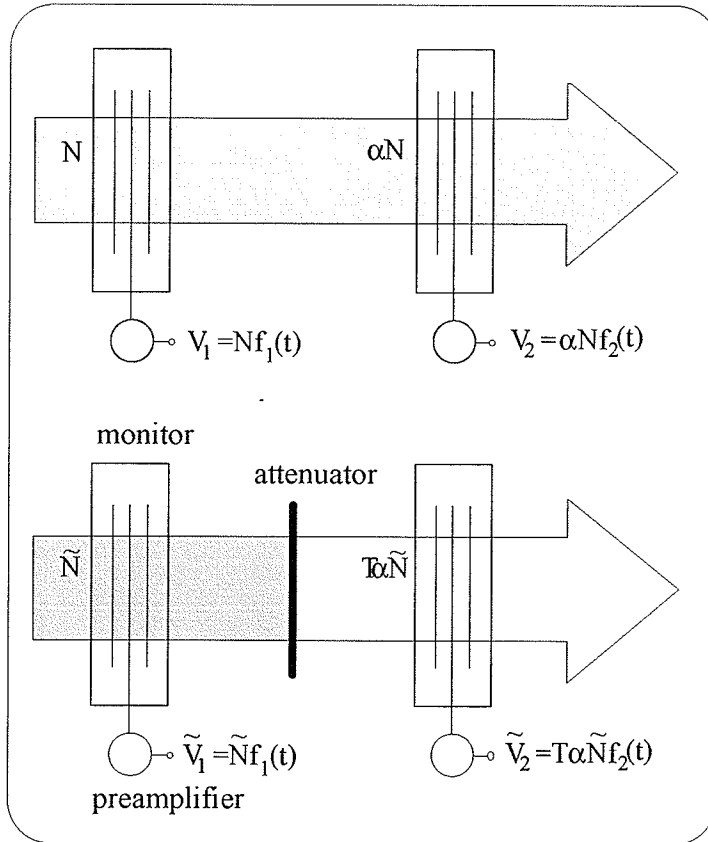 N αN
V₁ =Nf₁(t) V₂ =αNf₂(t)
monitor
attenuator
Ñ TαÑ
Ṽ₁ =Ñf₁(t) Ṽ₂ =TαÑf₂(t)
preamplifier